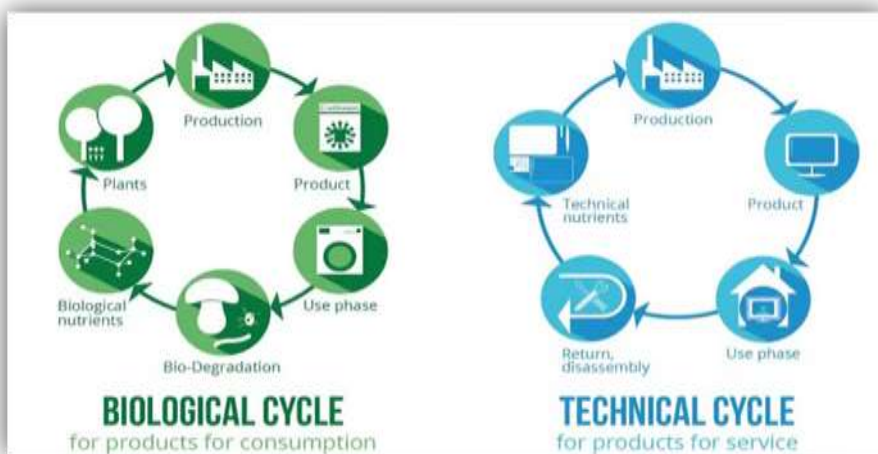 Production
Plants
Product
Biological
nutrients
Use phase
Bio-Degradation
BIOLOGICAL CYCLE
for products for consumption
Production
Technical
nutrients
Product
Return,
disassembly
Use phase
TECHNICAL CYCLE
for products for service